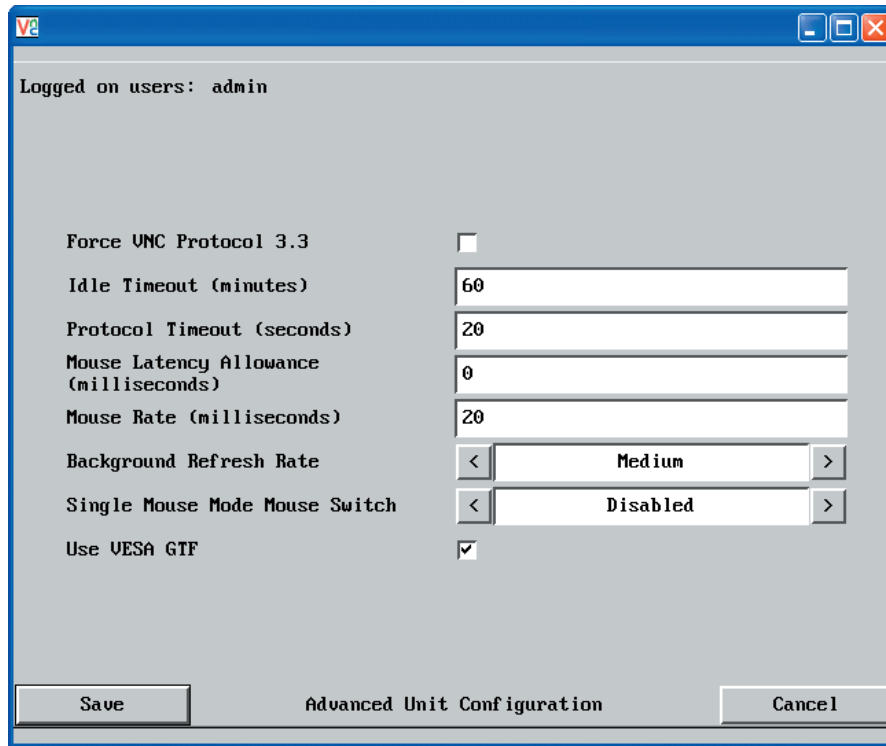 Logged on users: admin
Force VNC Protocol 3.3
Idle Timeout (minutes) 60
Protocol Timeout (seconds) 20
Mouse Latency Allowance
(milliseconds) 0
Mouse Rate (milliseconds) 20
Background Refresh Rate < Medium >
Single Mouse Mode Mouse Switch < Disabled >
Use VESA GTF
Save Advanced Unit Configuration Cancel